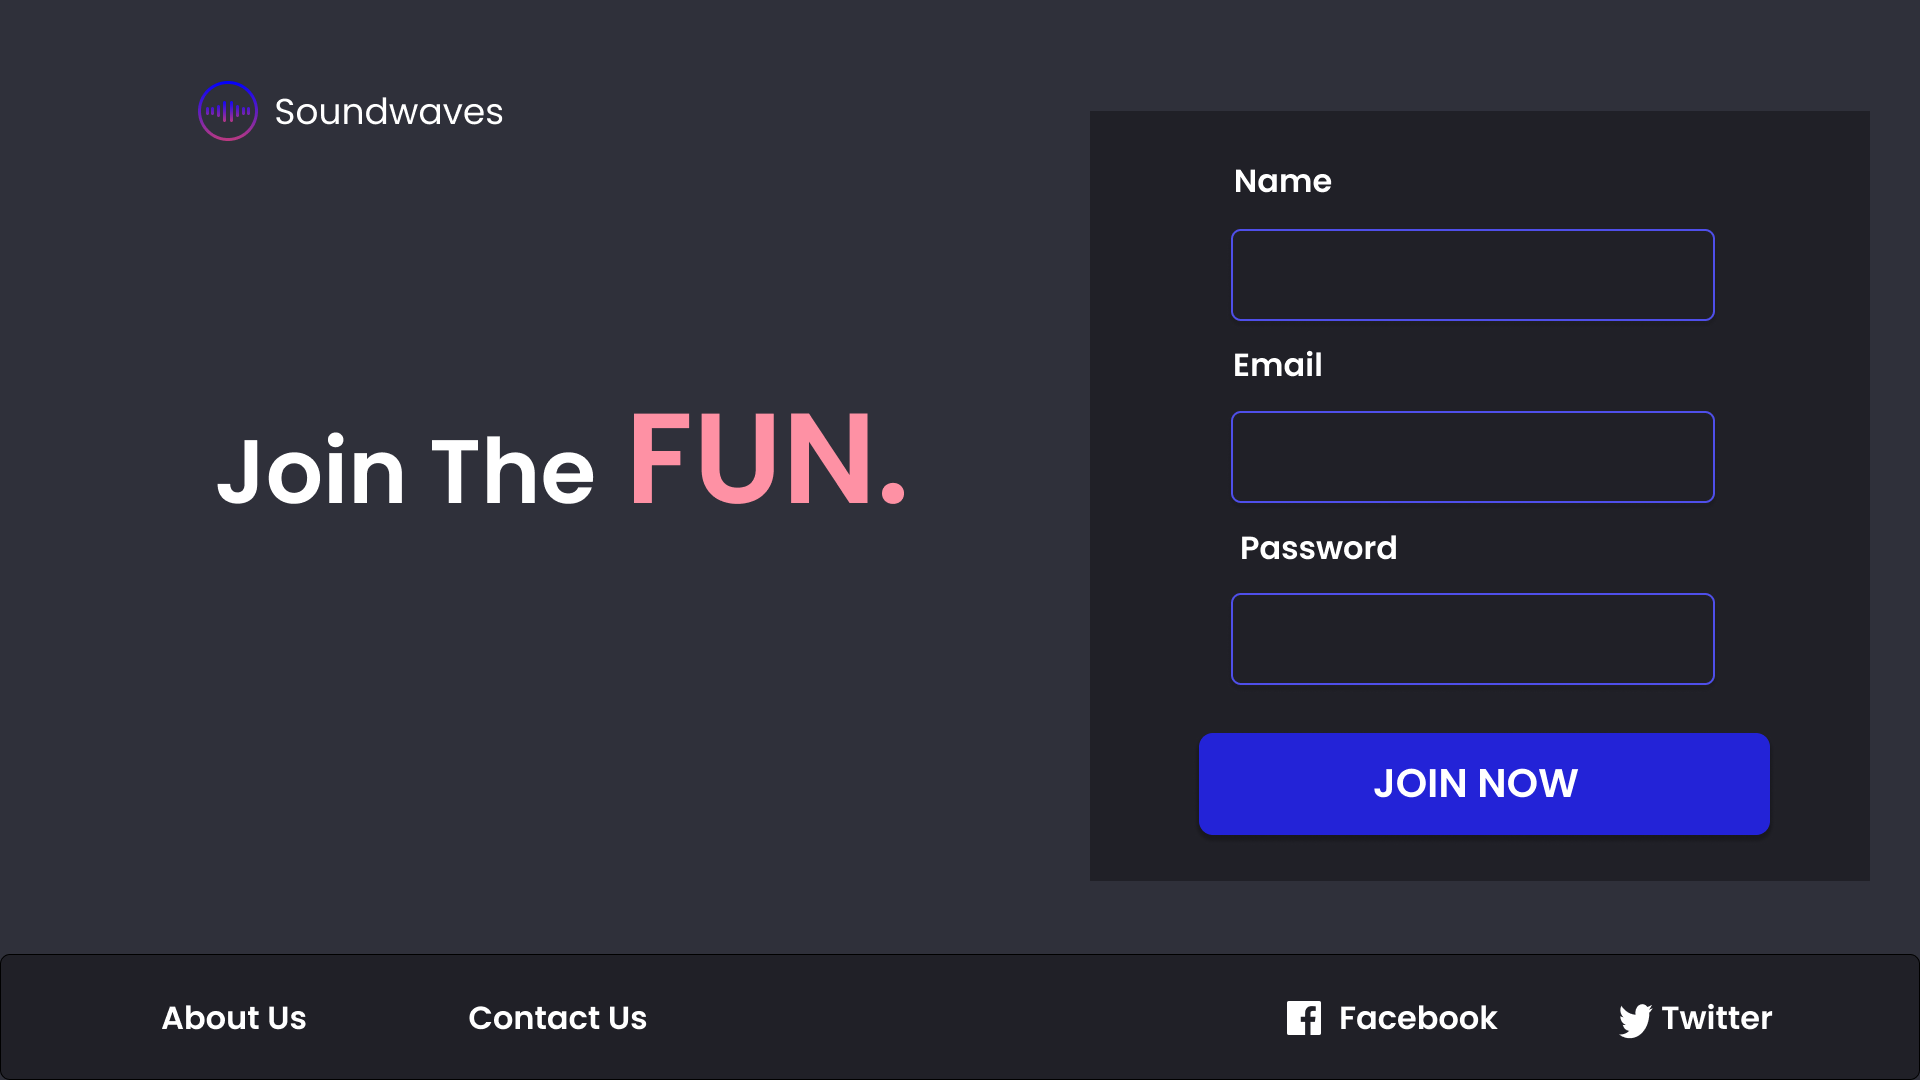 Soundwaves
Join The FUN.
Name
Email
Password
JOIN NOW
About Us
Contact Us
Facebook
Twitter